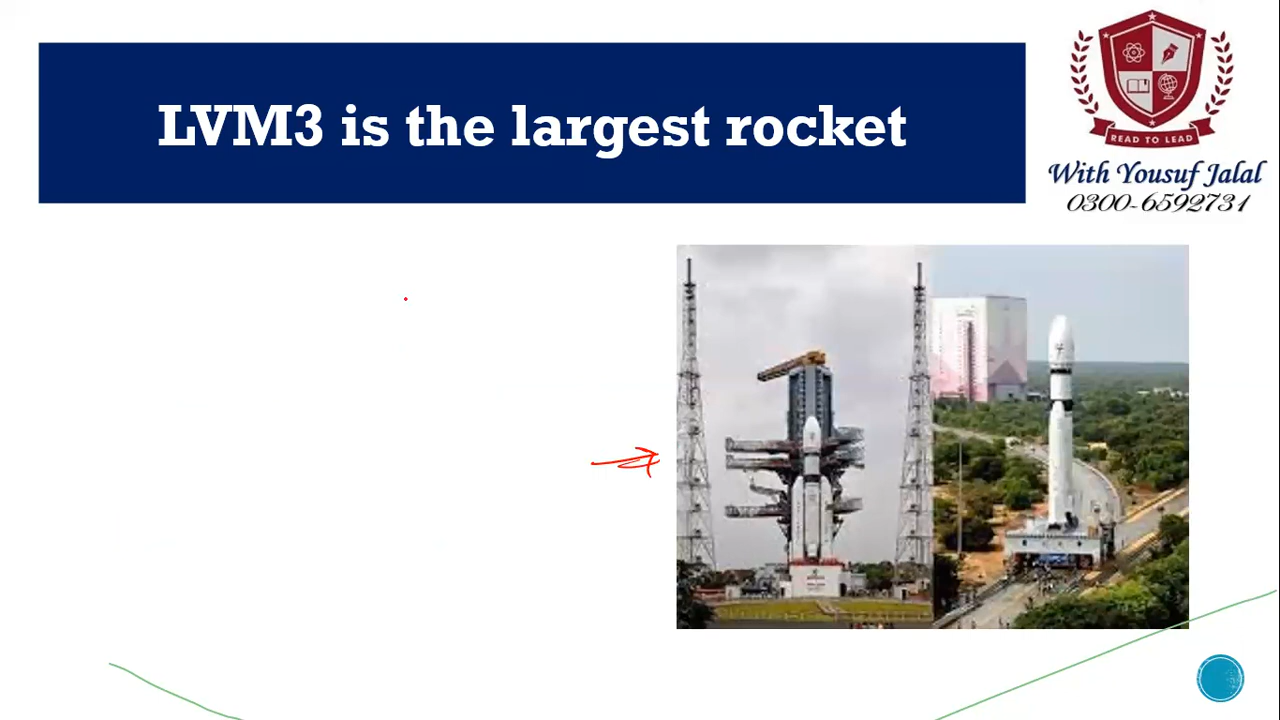 LVM3 is the largest rocket
READ TO LEAD
With Yousuf Jalal
0300-6592731